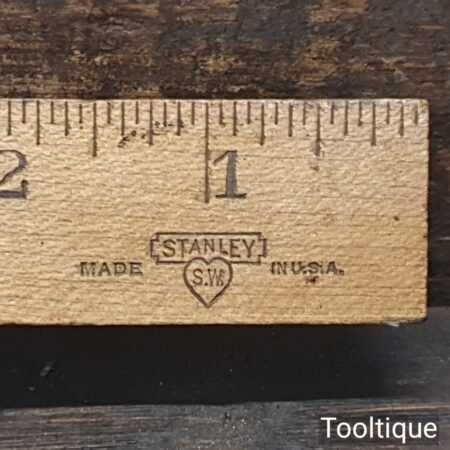 2 1
STANLEY
MADE S.W. IN U.S.A.
Tooltique